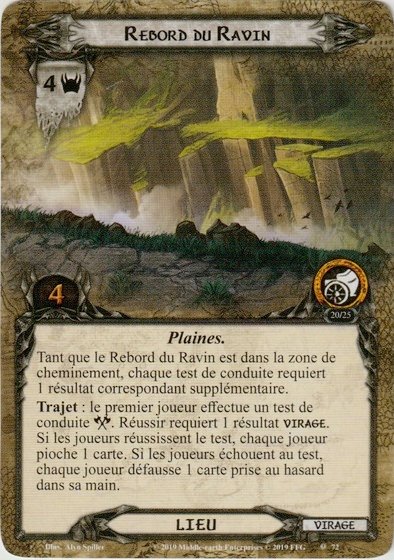 Rebord du Ravin
4
4
20/25
Plaines.
Tant que le Rebord du Ravin est dans la zone de
cheminement, chaque test de conduite requiert
1 résultat correspondant supplémentaire.
Trajet : le premier joueur effectue un test de
conduite . Réussir requiert 1 résultat VIRAGE.
Si les joueurs réussissent le test, chaque joueur
pioche 1 carte. Si les joueurs échouent au test,
chaque joueur défausse 1 carte prise au hasard
dans sa main.
LIEU
VIRAGE
Illus. Alyn Spiller
© 2019 Middle-earth Enterprises © 2019 FFG
72